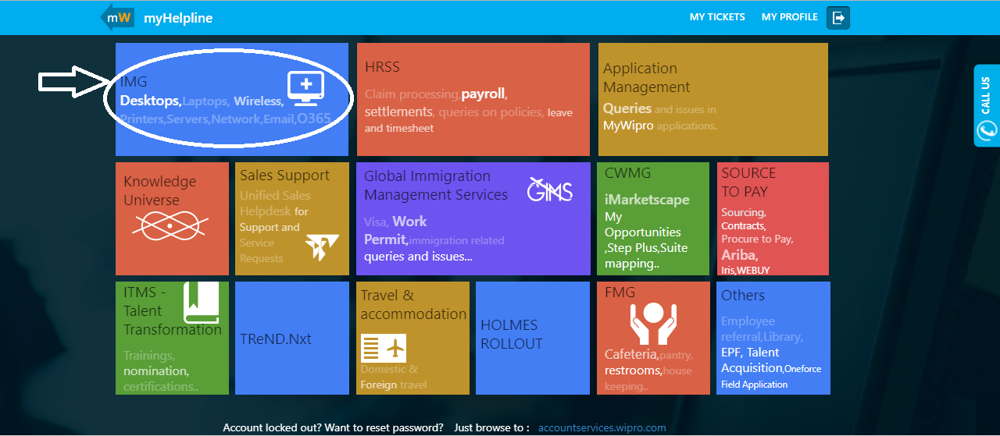 mW myHelpline MY TICKETS MY PROFILE
CALL US
IMG
Desktops,Laptops, Wireless,
Printers,Servers,Network,Email,O365
HRSS
Claim processing,payroll,
settlements, queries on policies, leave
and timesheet
Application
Management
Queries and issues in
MyWipro applications.
Knowledge
Universe
Sales Support
Unified Sales
Helpdesk for
Support and
Service
Requests
Global Immigration
Management Services
GIMS
Visa, Work
Permit,immigration related
queries and issues...
CWMG
iMarketscape
My
Opportunities
,Step Plus,Suite
mapping..
SOURCE
TO PAY
Sourcing,
Contracts,
Procure to Pay,
Ariba,
Iris,WEBUY
ITMS -
Talent
Transformation
Trainings,
nomination,
certifications..
TReND.Nxt
Travel &
accommodation
Domestic &
Foreign travel
HOLMES
ROLLOUT
FMG
Cafeteria,pantry,
restrooms,house
keeping..
Others
Employee
referral,Library,
EPF, Talent
Acquisition,Oneforce
Field Application
Account locked out? Want to reset password? Just browse to : accountservices.wipro.com